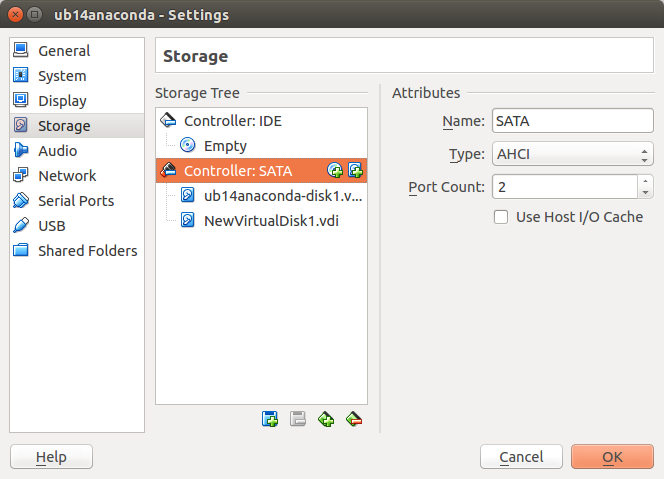 ub14anaconda - Settings
General
System
Display
Storage
Audio
Network
Serial Ports
USB
Shared Folders
Storage
Storage Tree
Controller: IDE
Empty
Controller: SATA
ub14anaconda-disk1.v...
NewVirtualDisk1.vdi
Attributes
Name: SATA
Type: AHCI
Port Count: 2
Use Host I/O Cache
Help
Cancel
OK